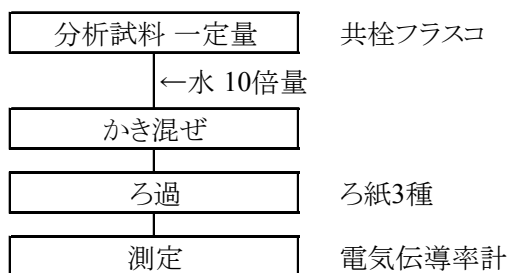 分析試料 一定量 共栓フラスコ
←水 10倍量
かき混ぜ
ろ過 ろ紙3種
測定 電気伝導率計